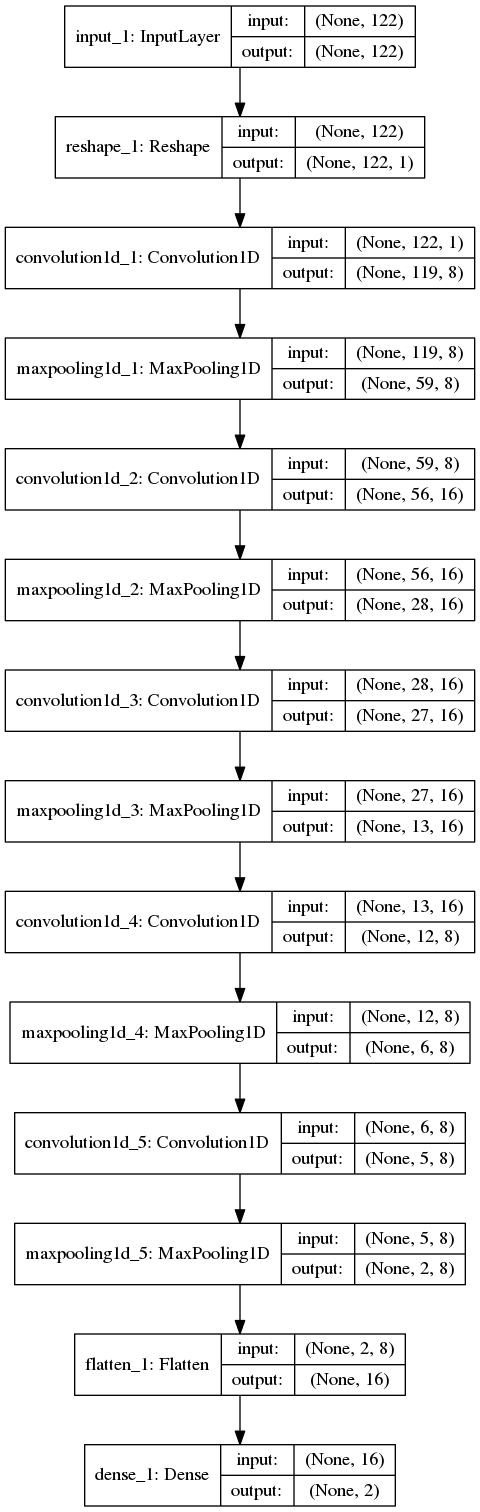 input_1: InputLayer
input: (None, 122)
output: (None, 122)
reshape_1: Reshape
input: (None, 122)
output: (None, 122, 1)
convolution1d_1: Convolution1D
input: (None, 122, 1)
output: (None, 119, 8)
maxpooling1d_1: MaxPooling1D
input: (None, 119, 8)
output: (None, 59, 8)
convolution1d_2: Convolution1D
input: (None, 59, 8)
output: (None, 56, 16)
maxpooling1d_2: MaxPooling1D
input: (None, 56, 16)
output: (None, 28, 16)
convolution1d_3: Convolution1D
input: (None, 28, 16)
output: (None, 27, 16)
maxpooling1d_3: MaxPooling1D
input: (None, 27, 16)
output: (None, 13, 16)
convolution1d_4: Convolution1D
input: (None, 13, 16)
output: (None, 12, 8)
maxpooling1d_4: MaxPooling1D
input: (None, 12, 8)
output: (None, 6, 8)
convolution1d_5: Convolution1D
input: (None, 6, 8)
output: (None, 5, 8)
maxpooling1d_5: MaxPooling1D
input: (None, 5, 8)
output: (None, 2, 8)
flatten_1: Flatten
input: (None, 2, 8)
output: (None, 16)
dense_1: Dense
input: (None, 16)
output: (None, 2)